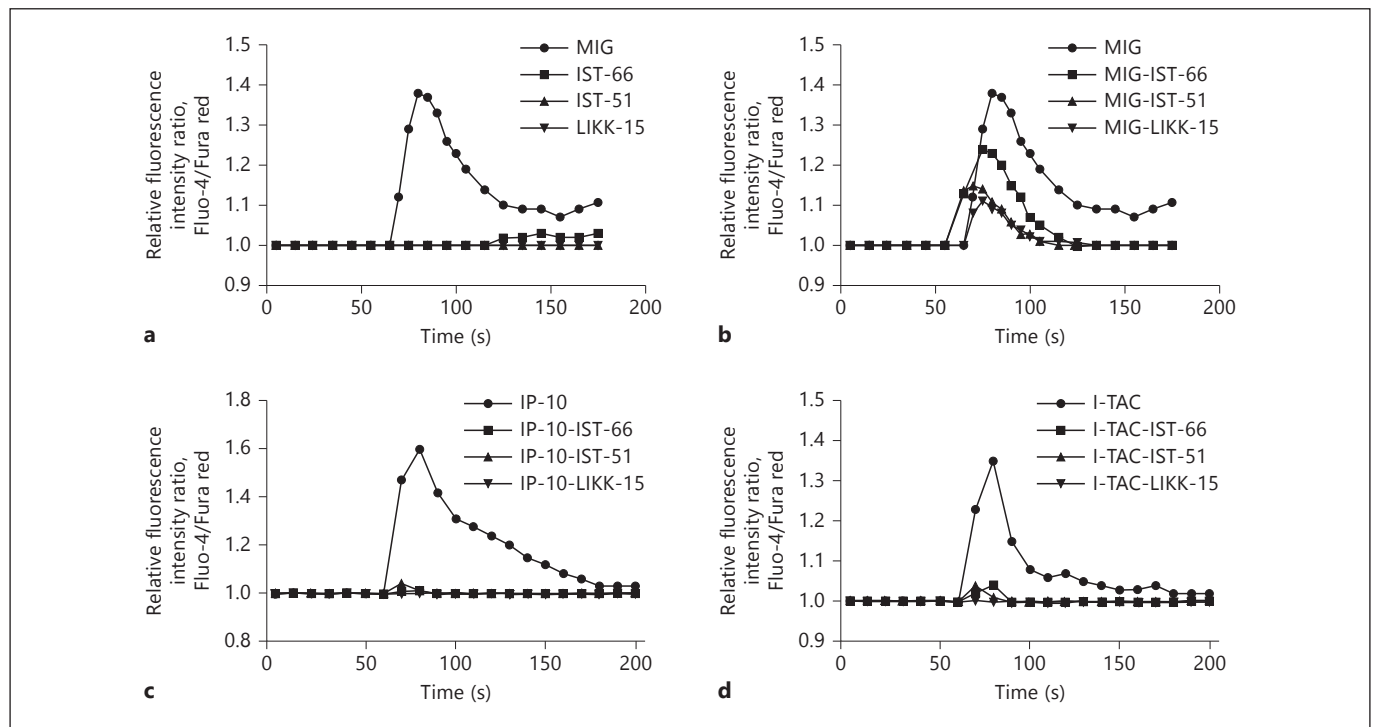 Relative fluorescence
intensity ratio,
Fluo-4/Fura red
1.5
1.4
1.3
1.2
1.1
1.0
0.9
MIG
IST-66
IST-51
LIKK-15
0 50 100 150 200
Time (s)
a
Relative fluorescence
intensity ratio,
Fluo-4/Fura red
1.5
1.4
1.3
1.2
1.1
1.0
0.9
MIG
MIG-IST-66
MIG-IST-51
MIG-LIKK-15
0 50 100 150 200
Time (s)
b
Relative fluorescence
intensity ratio,
Fluo-4/Fura red
1.8
1.6
1.4
1.2
1.0
0.8
IP-10
IP-10-IST-66
IP-10-IST-51
IP-10-LIKK-15
0 50 100 150 200
Time (s)
c
Relative fluorescence
intensity ratio,
Fluo-4/Fura red
1.5
1.4
1.3
1.2
1.1
1.0
0.9
I-TAC
I-TAC-IST-66
I-TAC-IST-51
I-TAC-LIKK-15
0 50 100 150 200
Time (s)
d